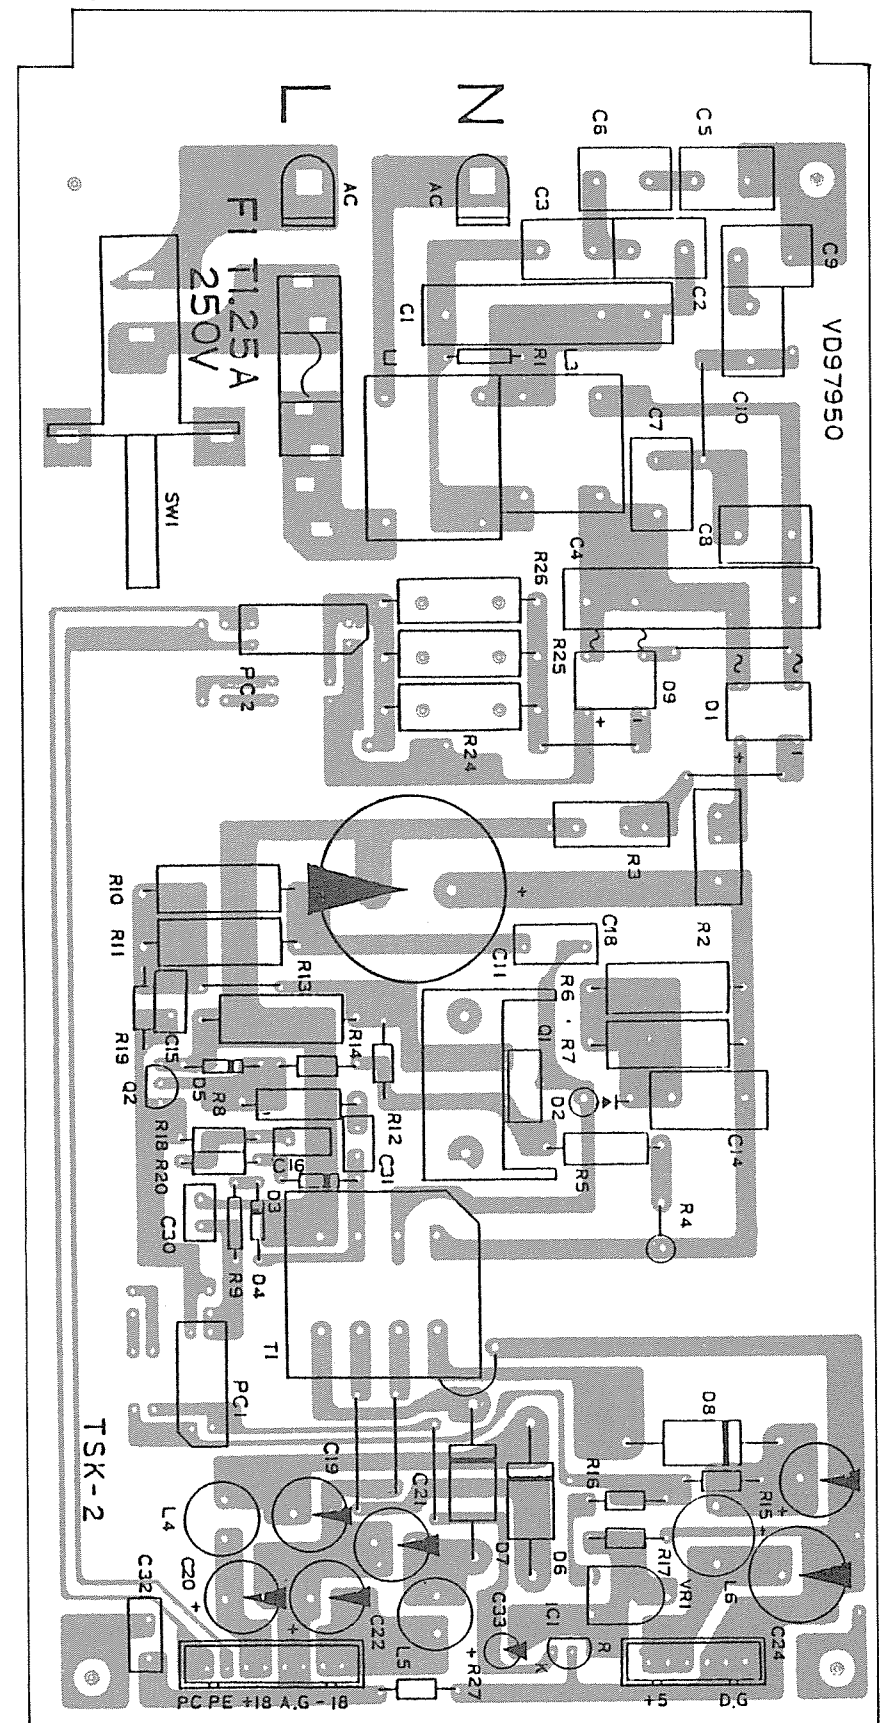 L
N
C6
C5
AC
AC
C3
C2
C9
F1 T1.25A
250V
C1
VD97950
L1
R1
L3
C10
C7
SW1
C8
C4
R26
~
~
~
~
R25
PC2
D9
D1
R24
+
-
+
-
R3
R10
+
C18
R2
R11
C11
R13
R6
R7
Q1
R14
C15
R19
D5
Q2
R8
D2
R12
C14
R18
R20
C16
C31
R5
D3
R4
C30
D4
R9
T1
PC1
D8
TSK-2
C19
C21
R16
R15
+
L4
D7
D6
R17
VR1
L6
C20
C32
+
+
C22
C33
IC1
R
K
C24
L5
+
R27
PC PE +18 A.G -18
+5 D.G